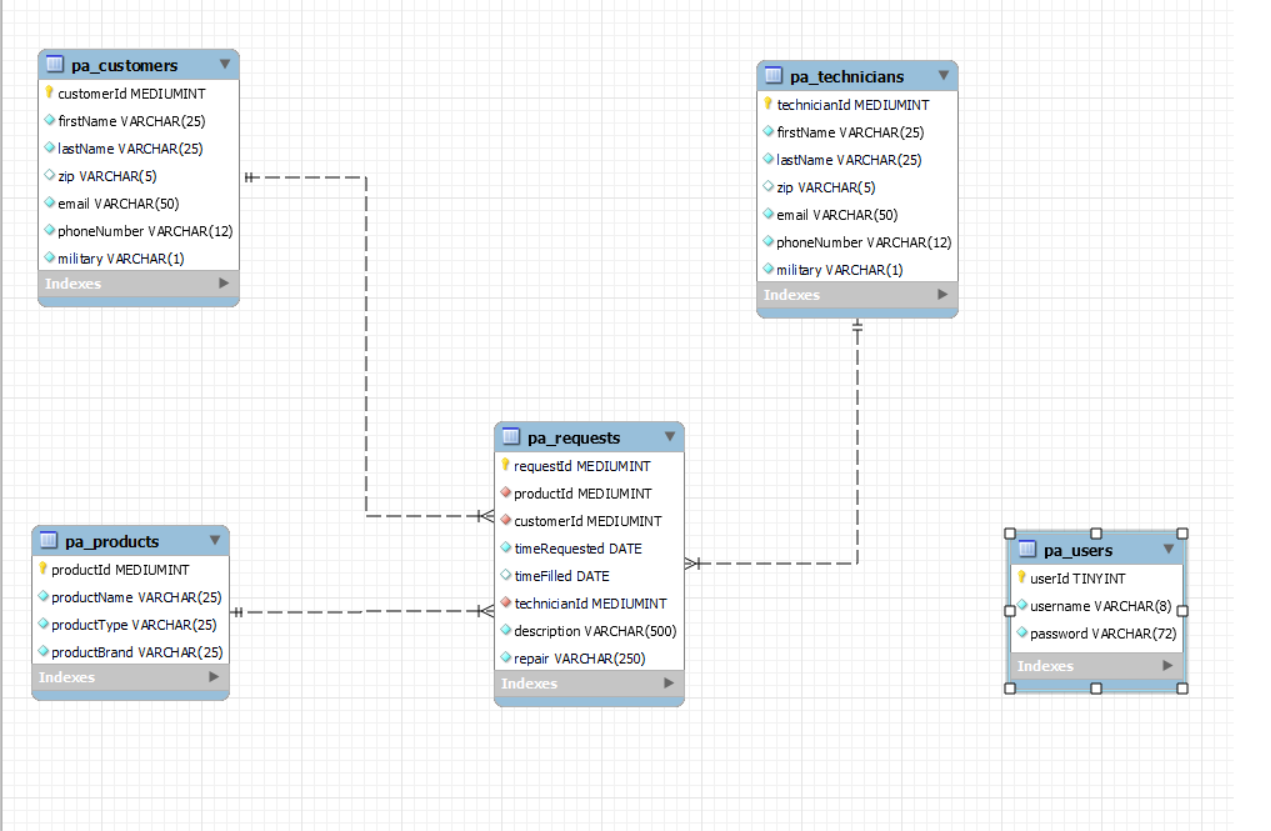 pa_customers
customerId MEDIUMINT
firstName VARCHAR(25)
lastName VARCHAR(25)
zip VARCHAR(5)
email VARCHAR(50)
phoneNumber VARCHAR(12)
military VARCHAR(1)
Indexes
pa_technicians
technicianId MEDIUMINT
firstName VARCHAR(25)
lastName VARCHAR(25)
zip VARCHAR(5)
email VARCHAR(50)
phoneNumber VARCHAR(12)
military VARCHAR(1)
Indexes
pa_requests
requestId MEDIUMINT
productId MEDIUMINT
customerId MEDIUMINT
timeRequested DATE
timeFilled DATE
technicianId MEDIUMINT
description VARCHAR(500)
repair VARCHAR(250)
Indexes
pa_products
productId MEDIUMINT
productName VARCHAR(25)
productType VARCHAR(25)
productBrand VARCHAR(25)
Indexes
pa_users
userId TINYINT
username VARCHAR(8)
password VARCHAR(72)
Indexes